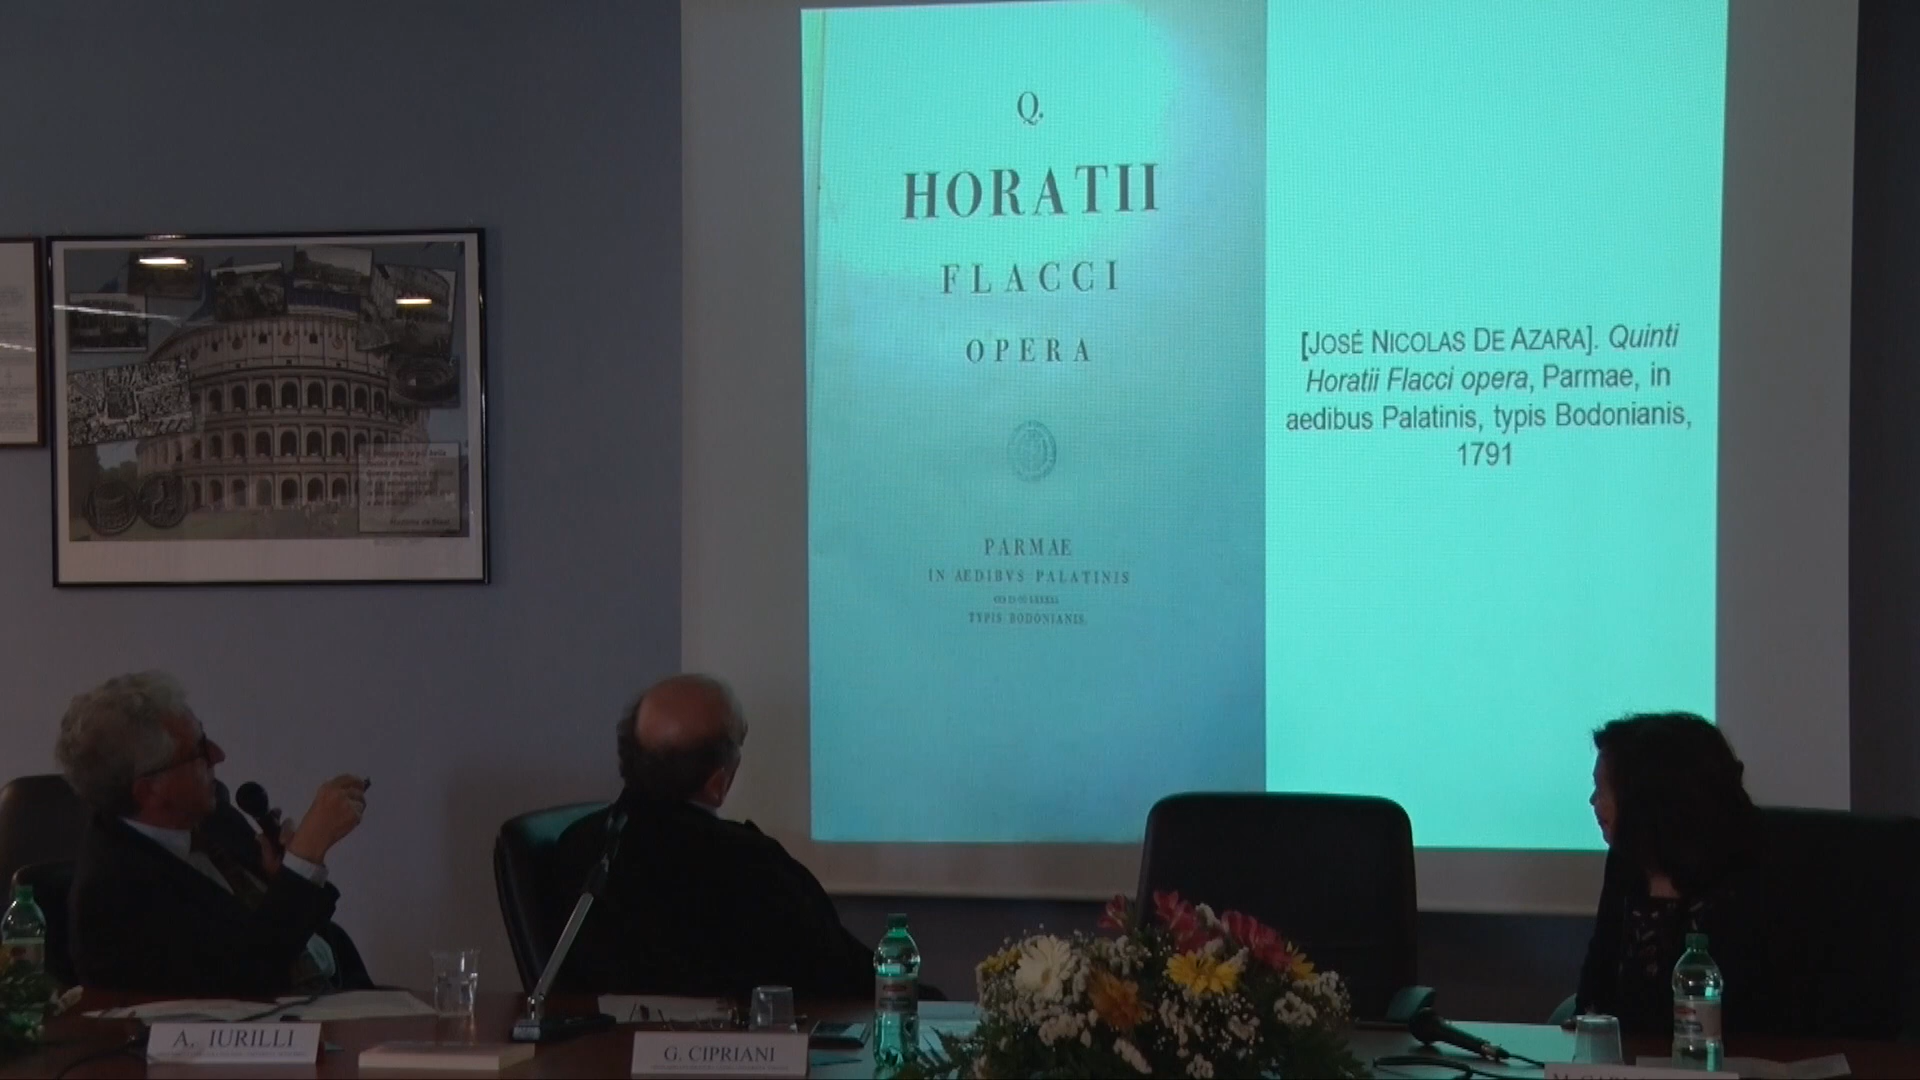 Q.
HORATII
FLACCI
OPERA
PARMAE
IN AEDIBVS PALATINIS
TYPIS BODONIANIS.
[JOSÉ NICOLAS DE AZARA]. Quinti
Horatii Flacci opera, Parmae, in
aedibus Palatinis, typis Bodonianis,
1791
A. IURILLI
G. CIPRIANI